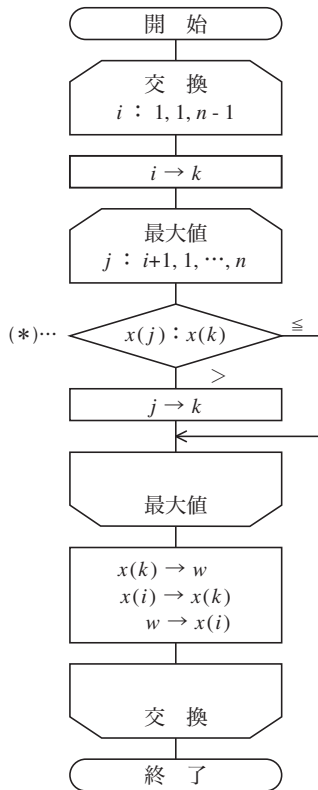 開 始
交 換
i : 1, 1, n - 1
i → k
最大値
j : i+1, 1, …, n
(*)… x(j) : x(k) ≦
>
j → k
最大値
x(k) → w
x(i) → x(k)
w → x(i)
交 換
終 了